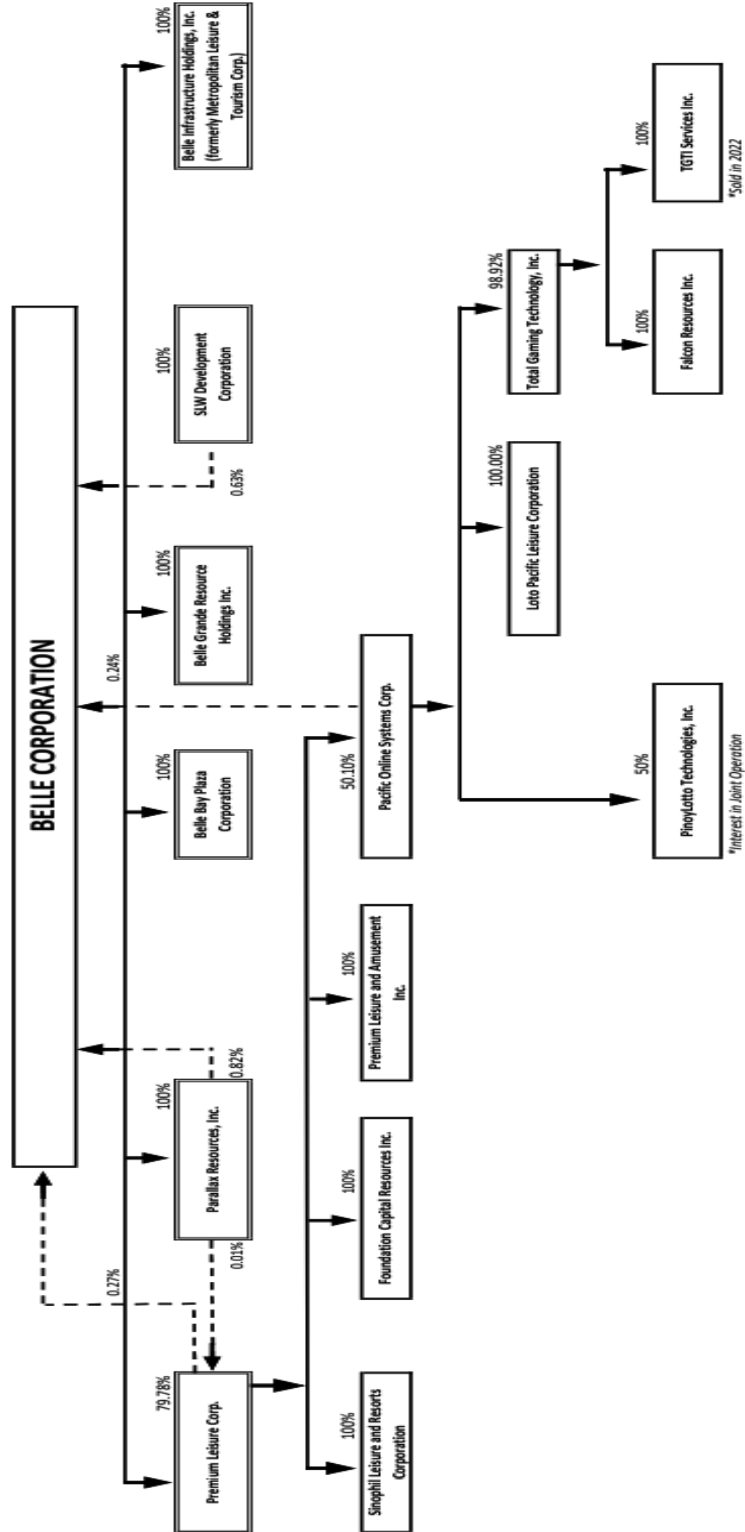 BELLE CORPORATION
0.27%
0.24%
79.78%
Premium Leisure Corp.
0.01%
100%
Parallax Resources, Inc.
0.82%
100%
Belle Bay Plaza
Corporation
100%
Belle Grande Resource
Holdings Inc.
0.63%
100%
SLW Development
Corporation
100%
Belle Infrastructure Holdings, Inc.
(formerly Metropolitan Leisure &
Tourism Corp.)
100%
Sinophil Leisure and Resorts
Corporation
100%
Foundation Capital Resources Inc.
100%
Premium Leisure and Amusement
Inc.
50.10%
Pacific Online Systems Corp.
100.00%
Loto Pacific Leisure Corporation
98.92%
Total Gaming Technology, Inc.
50%
PinoyLotto Technologies, Inc.
*Interest in Joint Operation
100%
Falcon Resources Inc.
100%
TGTI Services Inc.
*Sold in 2022